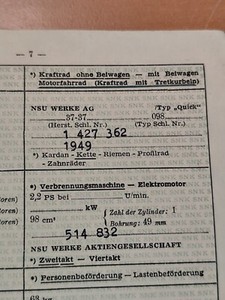 — 7 —
*) Kraftrad ohne Beiwagen — mit Beiwagen
Motorfahrrad (Kraftrad mit Tretkurbeln)
NSU WERKE AG Typ „Quick“
37-37 098
(Herst. Schl. Nr.) (Typ Schl. Nr.)
1 427 362
1949
*) Kardan - Kette - Riemen - Profilrad
- Zahnräder
*) Verbrennungsmaschine — Elektromotor
oren) 2,2 PS bei U/min.
kW
oren) 98 cm³ Zahl der Zylinder: 1
Bohrung: 49 mm
514 832
NSU WERKE AKTIENGESELLSCHAFT
*) Zweitakt — Viertakt
*) Personenbeförderung — Lastenbeförderung
kg